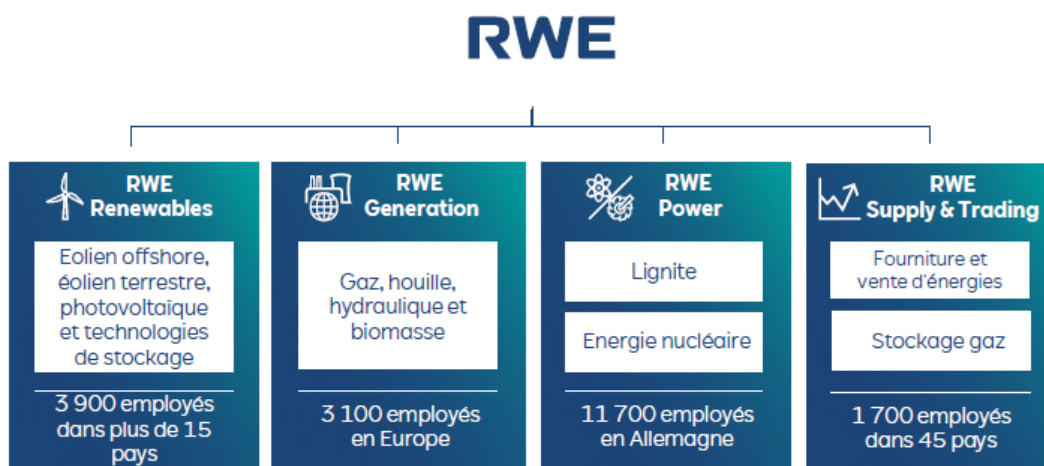 RWE
RWE
Renewables
Eolien offshore,
éolien terrestre,
photovoltaïque
et technologies
de stockage
3 900 employés
dans plus de 15
pays
RWE
Generation
Gaz, houille,
hydraulique et
biomasse
3 100 employés
en Europe
RWE
Power
Lignite
Energie nucléaire
11 700 employés
en Allemagne
RWE
Supply & Trading
Fourniture et
vente d'énergies
Stockage gaz
1 700 employés
dans 45 pays